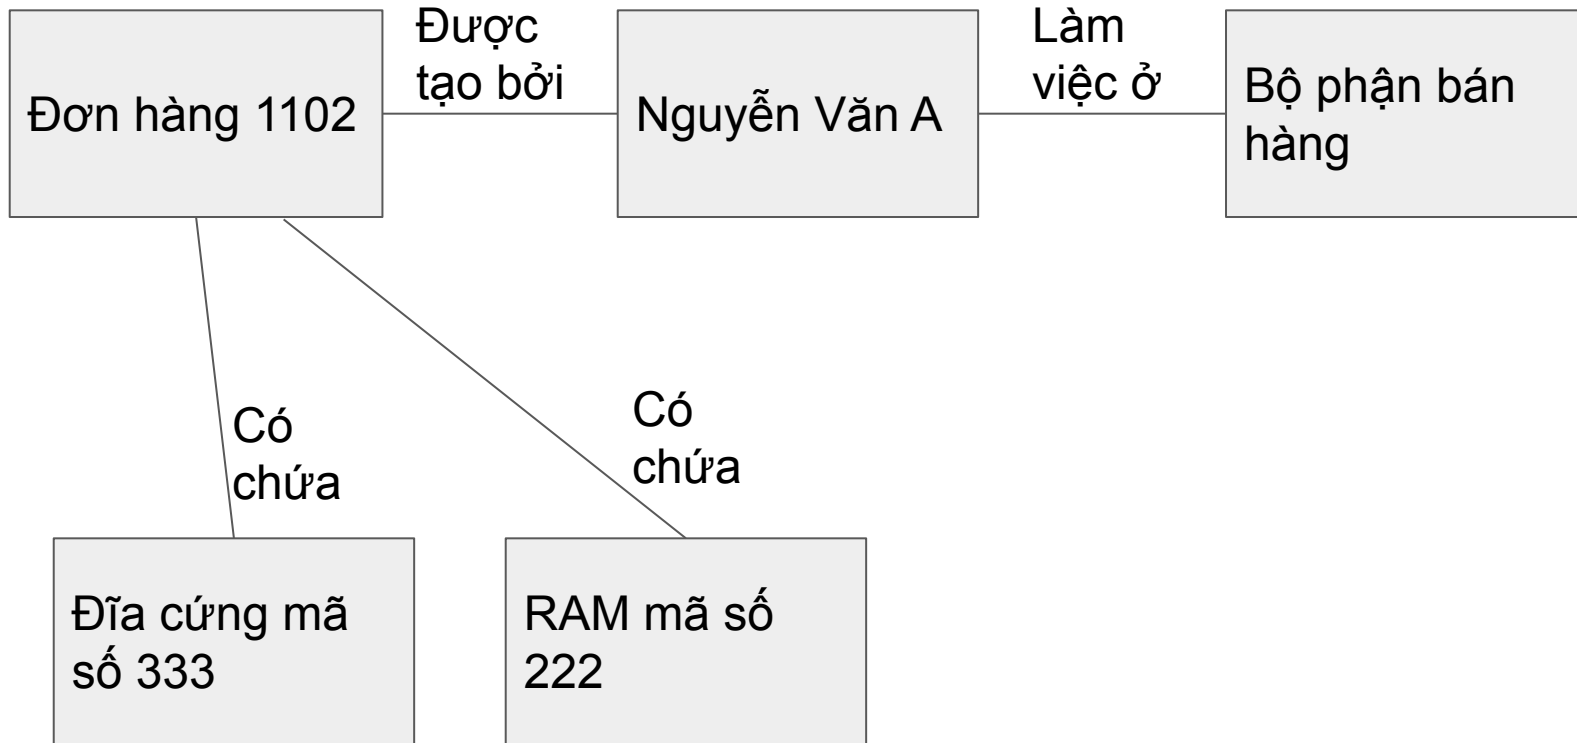 Đơn hàng 1102
Được
tạo bởi
Nguyễn Văn A
Làm
việc ở
Bộ phận bán
hàng
Có
chứa
Có
chứa
Đĩa cứng mã
số 333
RAM mã số
222